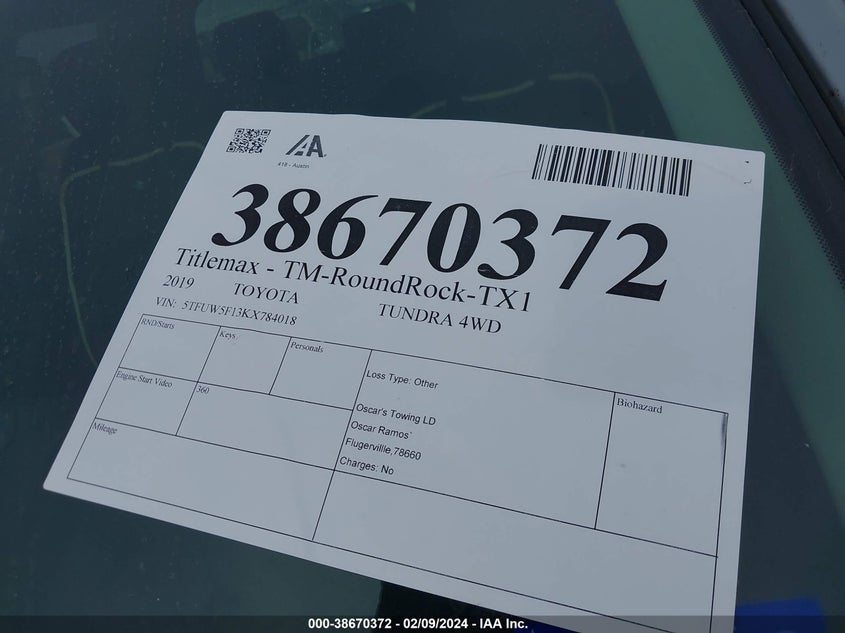 IAA
418 - Austin
38670372
Titlemax - TM-RoundRock-TX1
2019 TOYOTA TUNDRA 4WD
VIN: 5TFUW5F13KX784018
RND/Starts Keys Personals
Loss Type: Other
Biohazard
Engine Start Video 360
Oscar's Towing LD
Oscar Ramos`
Flugerville,78660
Charges: No
Mileage
000-38670372 - 02/09/2024 - IAA Inc.